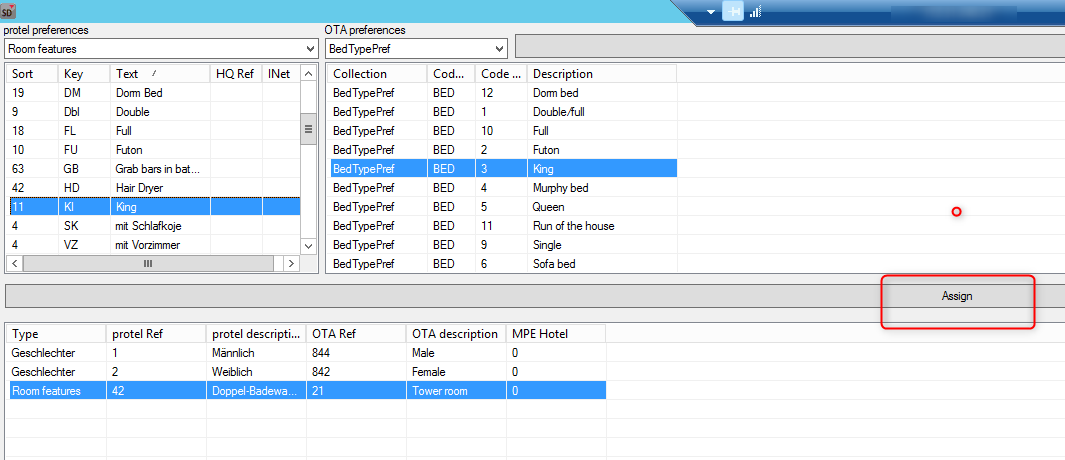 SD
protel preferences
OTA preferences
Room features
BedTypePref
Sort Key Text HQ Ref INet
19 DM Dorm Bed
9 Dbl Double
18 FL Full
10 FU Futon
63 GB Grab bars in bat...
42 HD Hair Dryer
11 KI King
4 SK mit Schlafkoje
4 VZ mit Vorzimmer
Collection Cod... Code ... Description
BedTypePref BED 12 Dorm bed
BedTypePref BED 1 Double/full
BedTypePref BED 10 Full
BedTypePref BED 2 Futon
BedTypePref BED 3 King
BedTypePref BED 4 Murphy bed
BedTypePref BED 5 Queen
BedTypePref BED 11 Run of the house
BedTypePref BED 9 Single
BedTypePref BED 6 Sofa bed
Assign
Type protel Ref protel descripti... OTA Ref OTA description MPE Hotel
Geschlechter 1 Männlich 844 Male 0
Geschlechter 2 Weiblich 842 Female 0
Room features 42 Doppel-Badewa... 21 Tower room 0